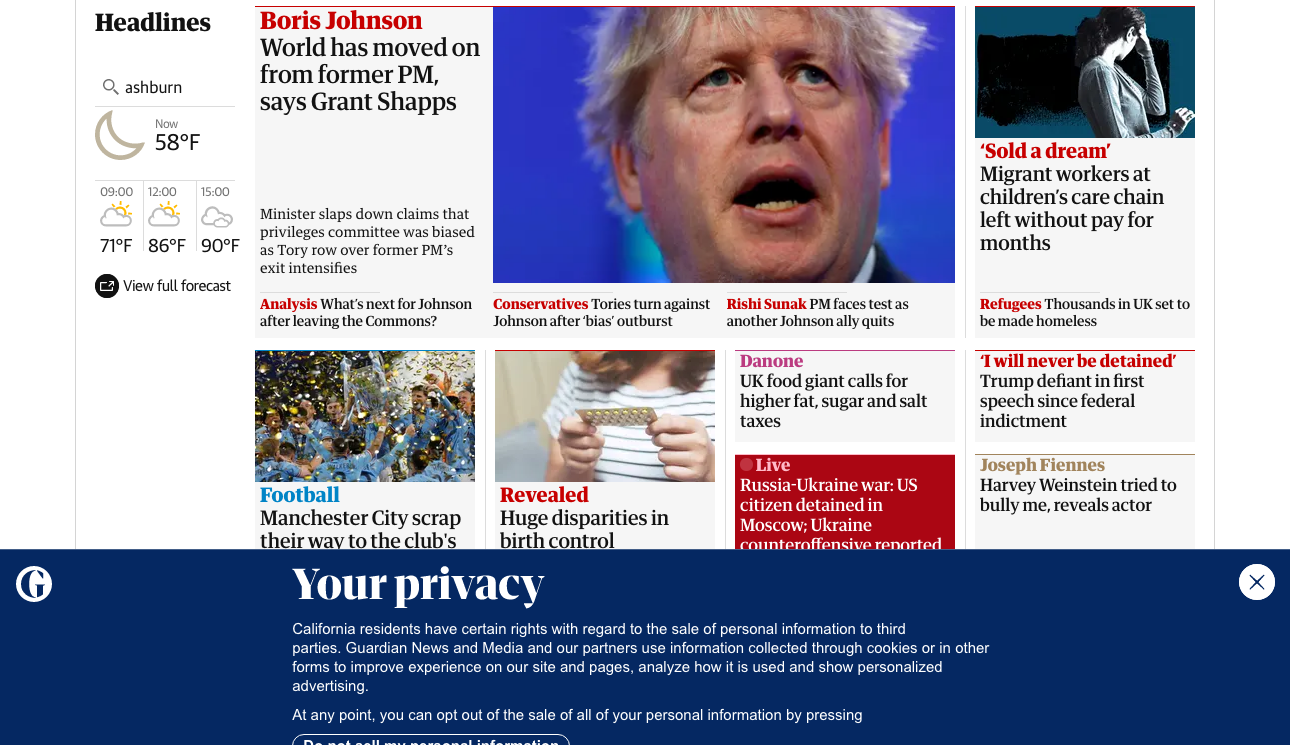 Headlines
ashburn
Now
58°F
09:00
12:00
15:00
71°F
86°F
90°F
View full forecast
Boris Johnson
World has moved on
from former PM,
says Grant Shapps
Minister slaps down claims that
privileges committee was biased
as Tory row over former PM’s
exit intensifies
Analysis What’s next for Johnson
after leaving the Commons?
Conservatives Tories turn against
Johnson after ‘bias’ outburst
Rishi Sunak PM faces test as
another Johnson ally quits
‘Sold a dream’
Migrant workers at
children’s care chain
left without pay for
months
Refugees Thousands in UK set to
be made homeless
Football
Manchester City scrap
their way to the club's
Revealed
Huge disparities in
birth control
Danone
UK food giant calls for
higher fat, sugar and salt
taxes
Live
Russia-Ukraine war: US
citizen detained in
Moscow; Ukraine
counteroffensive reported
‘I will never be detained’
Trump defiant in first
speech since federal
indictment
Joseph Fiennes
Harvey Weinstein tried to
bully me, reveals actor
Your privacy
California residents have certain rights with regard to the sale of personal information to third
parties. Guardian News and Media and our partners use information collected through cookies or in other
forms to improve experience on our site and pages, analyze how it is used and show personalized
advertising.
At any point, you can opt out of the sale of all of your personal information by pressing
Do not sell my personal information